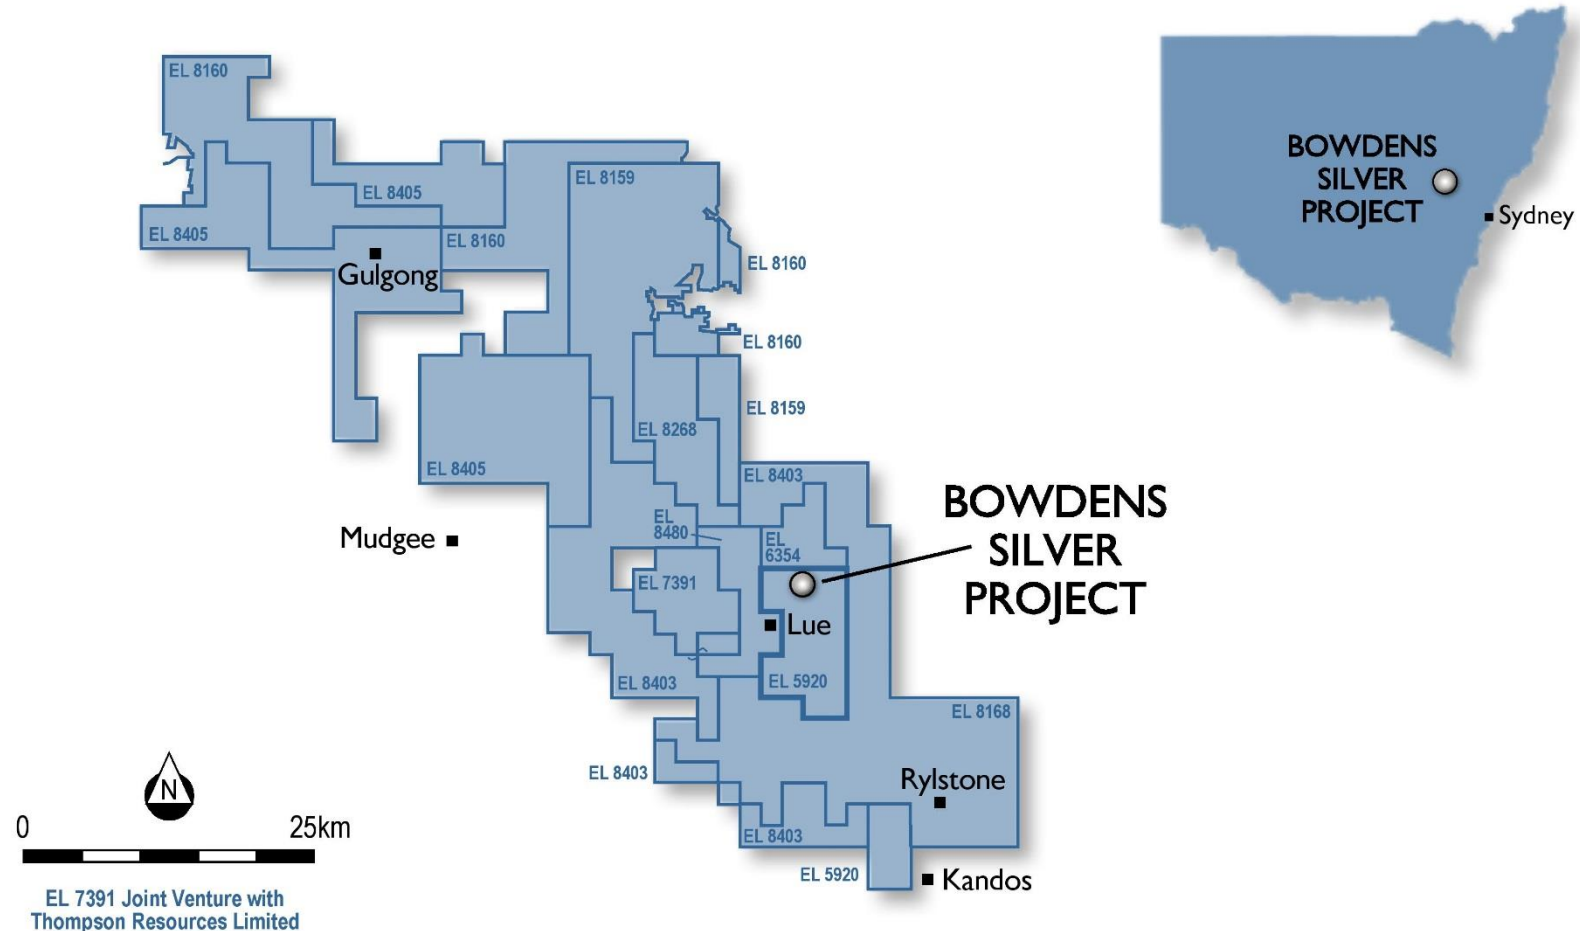 EL 8160
EL 8405
EL 8405
EL 8160
Gulgong
EL 8159
EL 8160
EL 8160
EL 8159
EL 8268
EL 8405
EL 8403
Mudgee
EL
8480
EL
6354
EL 7391
Lue
EL 5920
EL 8403
EL 8168
EL 8403
Rylstone
EL 8403
EL 5920
Kandos
BOWDENS
SILVER
PROJECT
BOWDENS
SILVER
PROJECT
Sydney
N
0 25km
EL 7391 Joint Venture with
Thompson Resources Limited